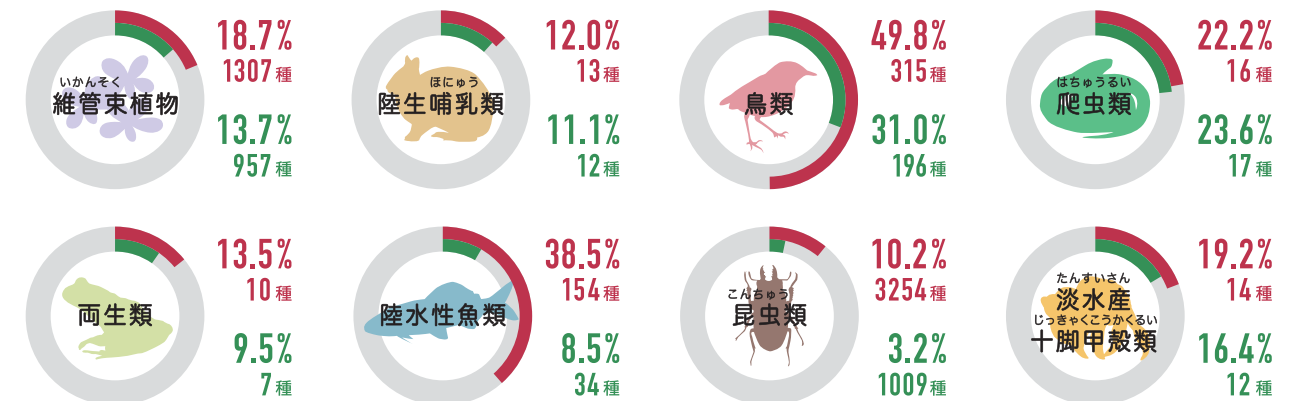 いかんそく
維管束植物
18.7%
1307種
13.7%
957種
ほにゅう
陸生哺乳類
12.0%
13種
11.1%
12種
鳥類
49.8%
315種
31.0%
196種
はちゅうるい
爬虫類
22.2%
16種
23.6%
17種
両生類
13.5%
10種
9.5%
7種
陸水性魚類
38.5%
154種
8.5%
34種
こんちゅう
昆虫類
10.2%
3254種
3.2%
1009種
たんすいさん
淡水産
じっきゃくこうかくるい
十脚甲殻類
19.2%
14種
16.4%
12種